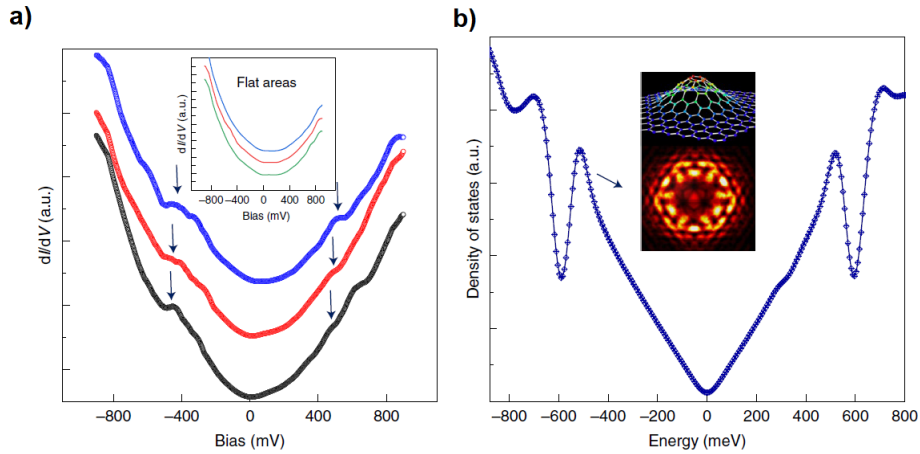 a)
dI/dV (a.u.)
Flat areas
dI/dV (a.u.)
−800 −400 0 400 800
Bias (mV)
−800 −400 0 400 800
Bias (mV)
b)
Density of states (a.u.)
−800 −600 −400 −200 0 200 400 600 800
Energy (meV)